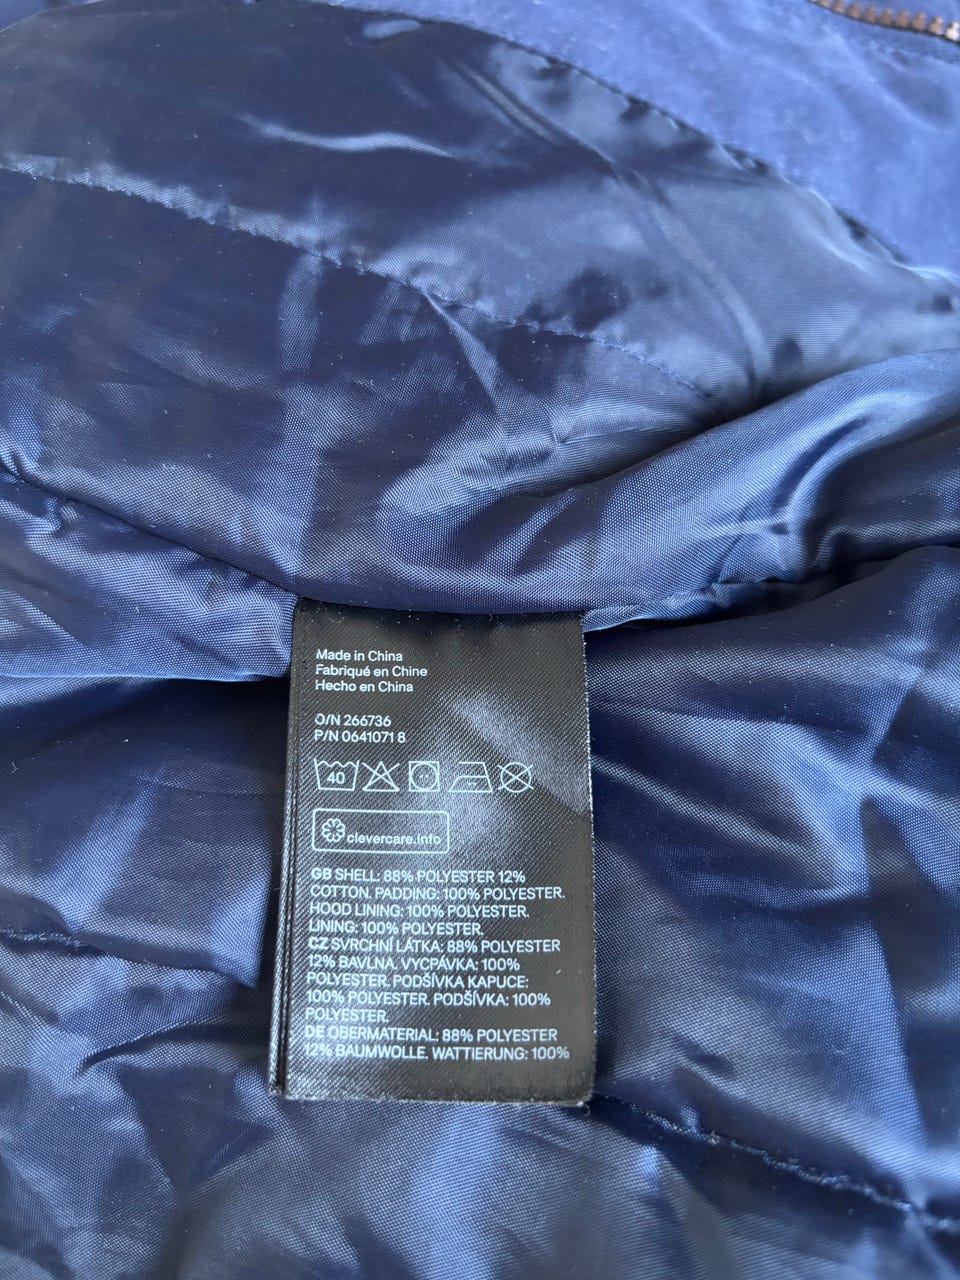 Made in China
Fabriqué en Chine
Hecho en China
O/N 266736
P/N 0641071 8
40
clevercare.info
GB SHELL: 88% POLYESTER 12%
COTTON. PADDING: 100% POLYESTER.
HOOD LINING: 100% POLYESTER.
LINING: 100% POLYESTER.
CZ SVRCHNÍ LÁTKA: 88% POLYESTER
12% BAVLNA. VYCPÁVKA: 100%
POLYESTER. PODŠÍVKA KAPUCE:
100% POLYESTER. PODŠÍVKA: 100%
POLYESTER.
DE OBERMATERIAL: 88% POLYESTER
12% BAUMWOLLE. WATTIERUNG: 100%